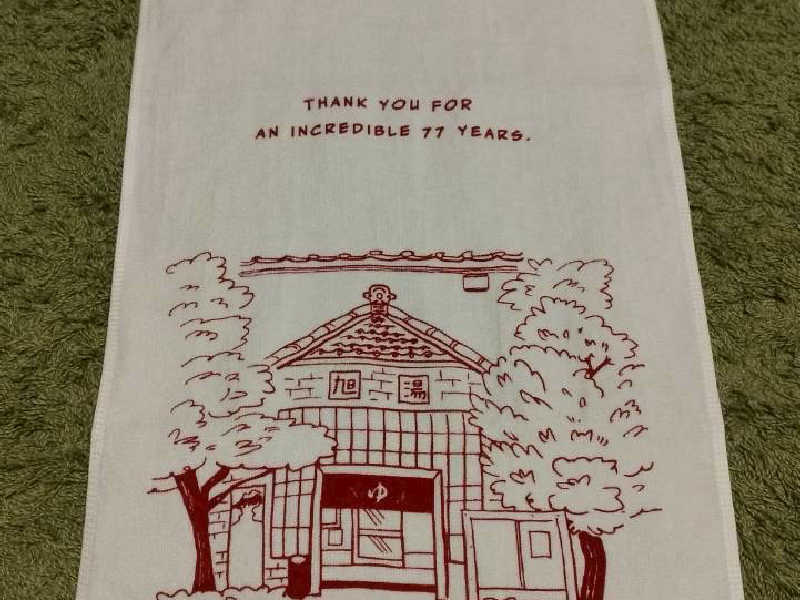 THANK YOU FOR
AN INCREDIBLE 77 YEARS.
旭 湯
ゆ